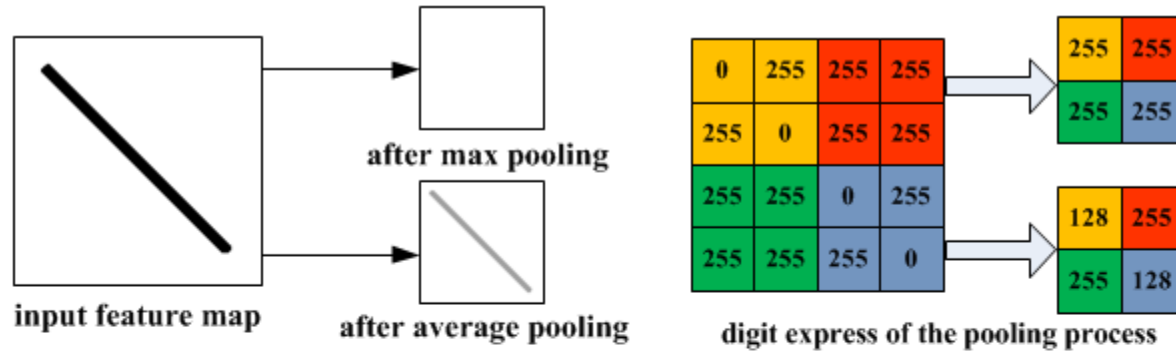 input feature map
after max pooling
after average pooling
0 255 255 255
255 0 255 255
255 255 0 255
255 255 255 0
255 255
255 255
128 255
255 128
digit express of the pooling process